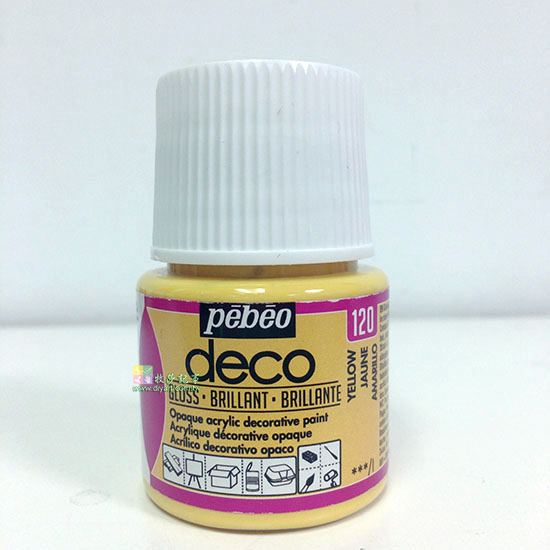 pébéo
deco
GLOSS • BRILLANT • BRILLANTE
Opaque acrylic decorative paint
Acrylique décorative opaque
Acrílico decorativo opaco
120
YELLOW
JAUNE
AMARILLO
***/I